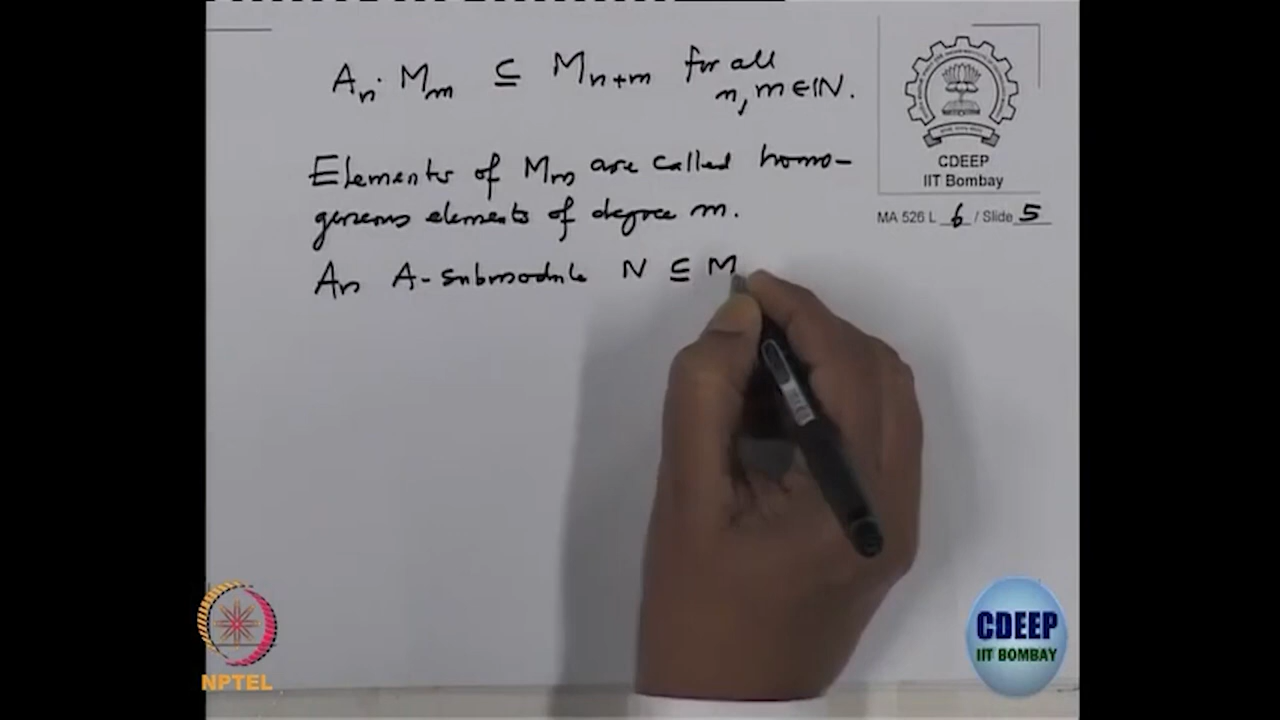 Aₙ · Mₘ ⊆ Mₙ₊ₘ for all
n, m ∈ ℕ.
Elements of Mₘ are called homo-
geneous elements of degree m.
An A-submodule N ⊆ M
CDEEP
IIT Bombay
MA 526 L 6 / Slide 5
NPTEL
CDEEP
IIT BOMBAY